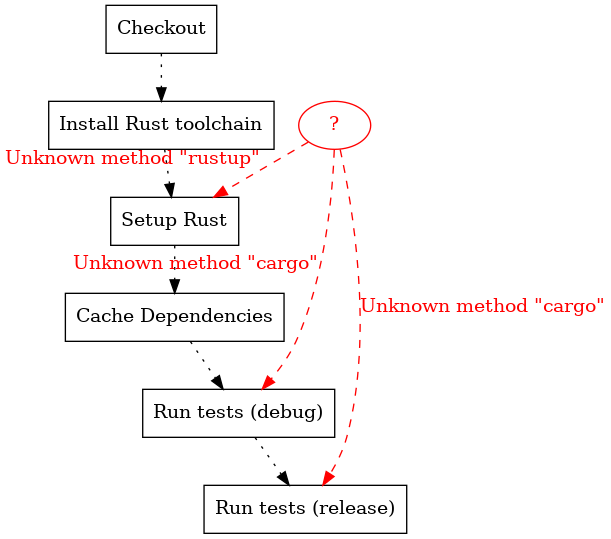 Checkout
Install Rust toolchain
?
Unknown method "rustup"
Setup Rust
Unknown method "cargo"
Unknown method "cargo"
Cache Dependencies
Run tests (debug)
Run tests (release)